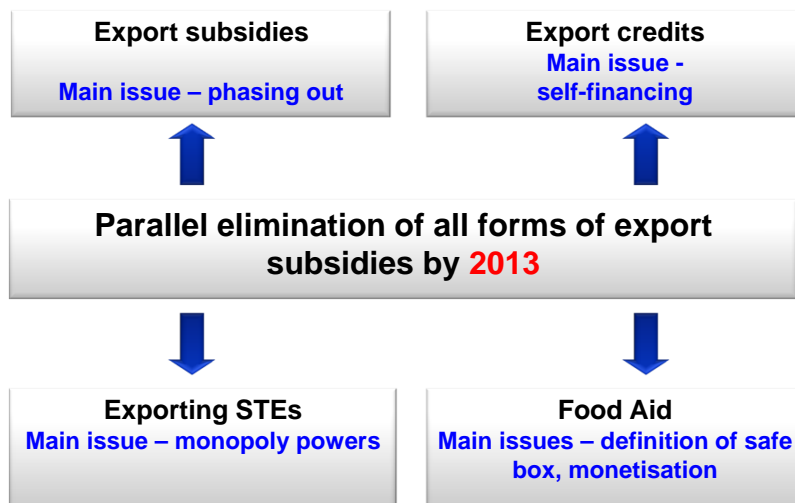 Export subsidies
Main issue – phasing out
Export credits
Main issue -
self-financing
Parallel elimination of all forms of export
subsidies by 2013
Exporting STEs
Main issue – monopoly powers
Food Aid
Main issues – definition of safe
box, monetisation